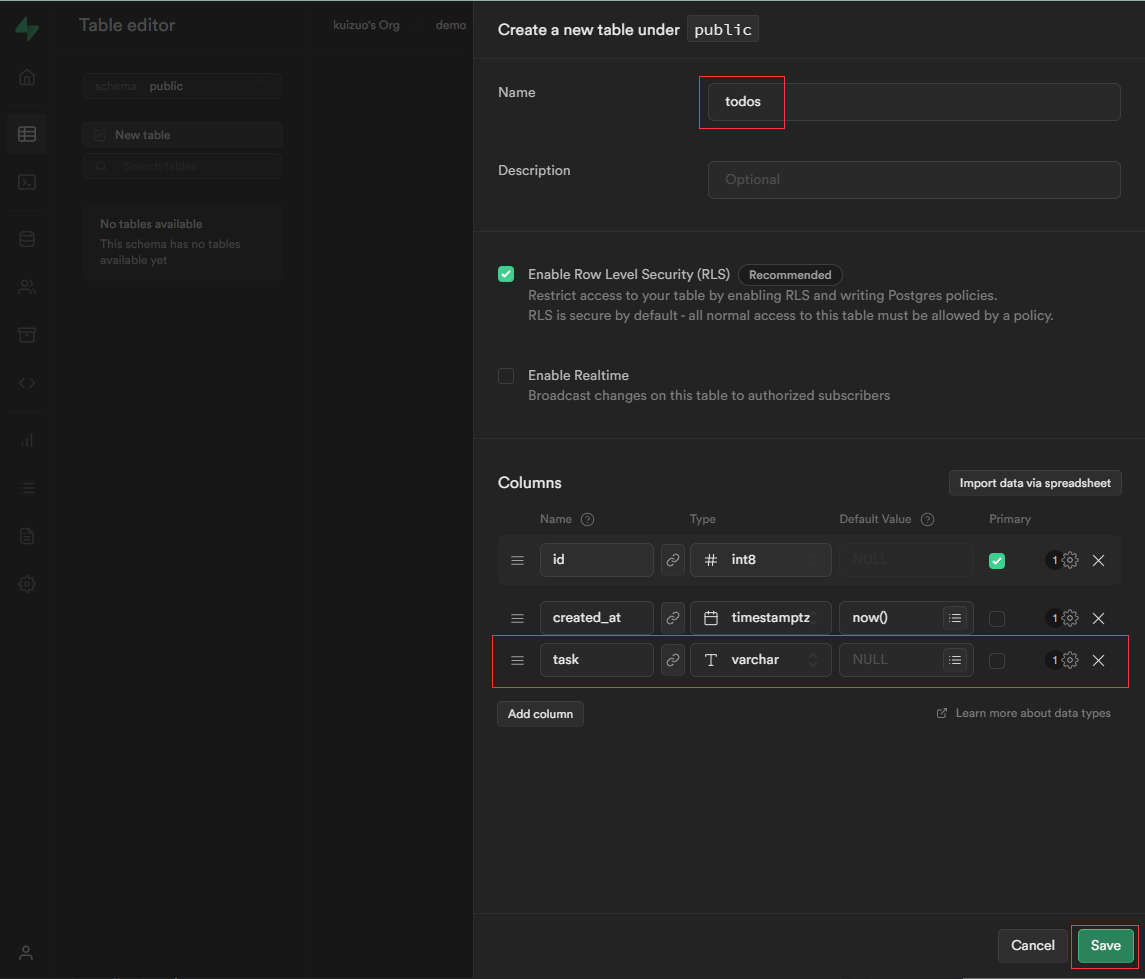 Table editor
kuizuo's Org
demo
schema public
New table
Search tables
No tables available
This schema has no tables
available yet
Create a new table under public
Name
todos
Description
Optional
Enable Row Level Security (RLS) Recommended
Restrict access to your table by enabling RLS and writing Postgres policies.
RLS is secure by default - all normal access to this table must be allowed by a policy.
Enable Realtime
Broadcast changes on this table to authorized subscribers
Columns
Import data via spreadsheet
Name ? Type Default Value ? Primary
id # int8 NULL 1
created_at timestamptz now() 1
task T varchar NULL 1
Add column
Learn more about data types
Cancel
Save